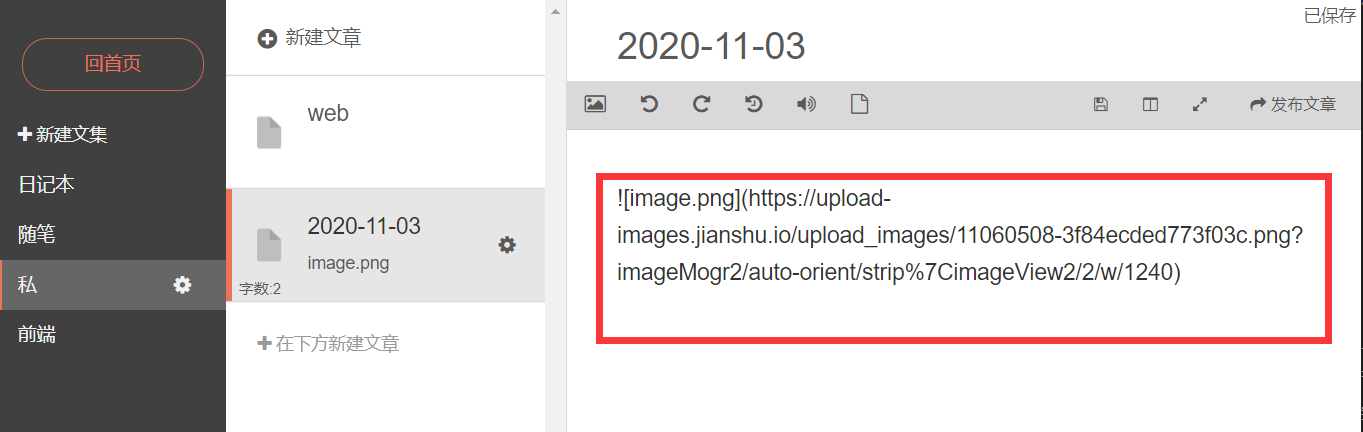 回首页
新建文集
日记本
随笔
私
前端
新建文章
web
2020-11-03
image.png
字数:2
在下方新建文章
已保存
2020-11-03
发布文章
![image.png](https://upload-
images.jianshu.io/upload_images/11060508-3f84ecded773f03c.png?
imageMogr2/auto-orient/strip%7CimageView2/2/w/1240)